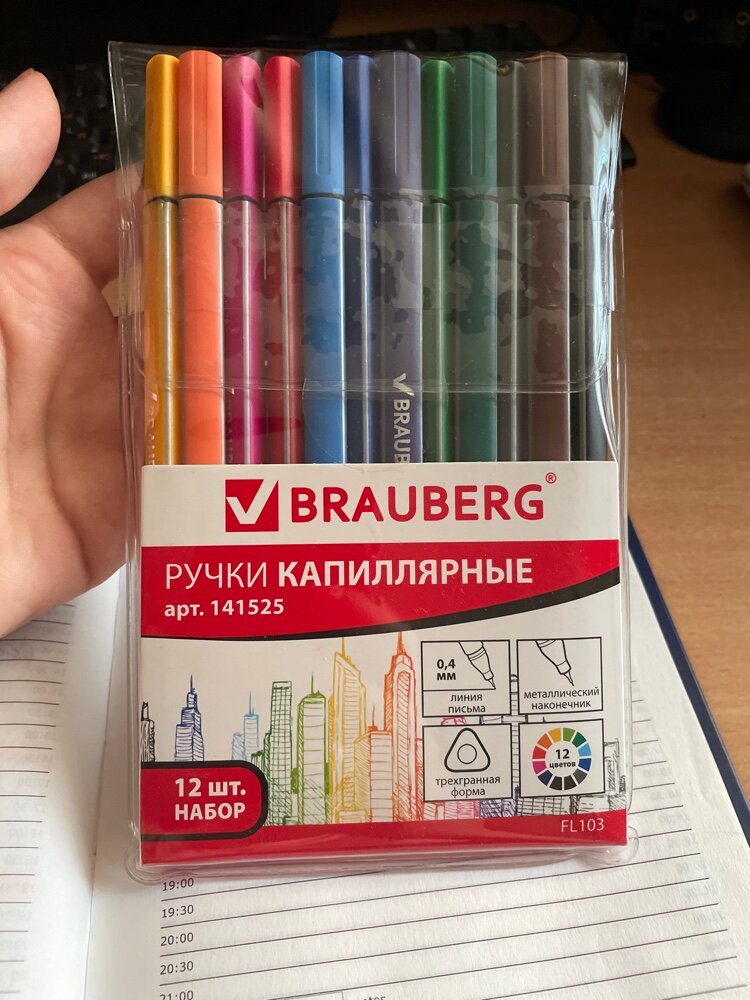 BRAUBERG®
РУЧКИ КАПИЛЛЯРНЫЕ
арт. 141525
0,4
мм
линия
письма
металлический
наконечник
трехгранная
форма
12
цветов
12 шт.
НАБОР
FL103
19:00
19:30
20:00
20:30
21:00